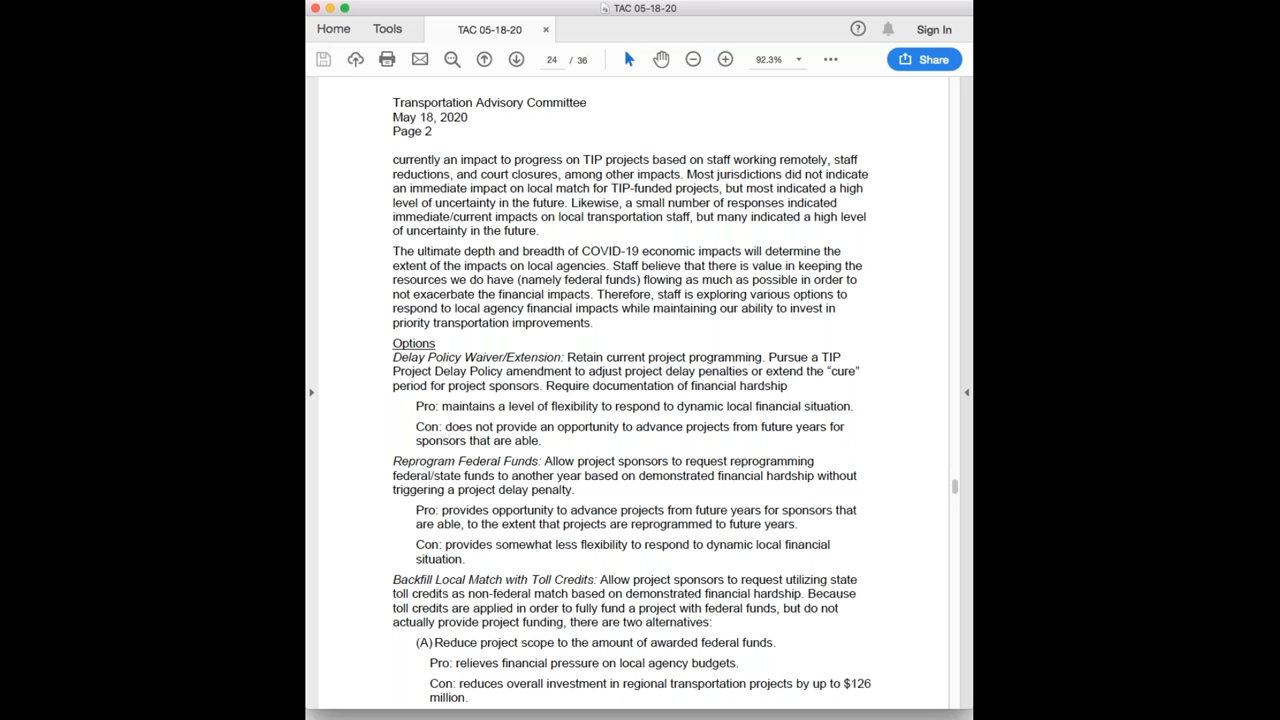 TAC 05-18-20
Home Tools TAC 05-18-20 × ? Sign In
24 / 36 92.3% Share
Transportation Advisory Committee
May 18, 2020
Page 2
currently an impact to progress on TIP projects based on staff working remotely, staff
reductions, and court closures, among other impacts. Most jurisdictions did not indicate
an immediate impact on local match for TIP-funded projects, but most indicated a high
level of uncertainty in the future. Likewise, a small number of responses indicated
immediate/current impacts on local transportation staff, but many indicated a high level
of uncertainty in the future.
The ultimate depth and breadth of COVID-19 economic impacts will determine the
extent of the impacts on local agencies. Staff believe that there is value in keeping the
resources we do have (namely federal funds) flowing as much as possible in order to
not exacerbate the financial impacts. Therefore, staff is exploring various options to
respond to local agency financial impacts while maintaining our ability to invest in
priority transportation improvements.
Options
Delay Policy Waiver/Extension: Retain current project programming. Pursue a TIP
Project Delay Policy amendment to adjust project delay penalties or extend the “cure”
period for project sponsors. Require documentation of financial hardship
Pro: maintains a level of flexibility to respond to dynamic local financial situation.
Con: does not provide an opportunity to advance projects from future years for
sponsors that are able.
Reprogram Federal Funds: Allow project sponsors to request reprogramming
federal/state funds to another year based on demonstrated financial hardship without
triggering a project delay penalty.
Pro: provides opportunity to advance projects from future years for sponsors that
are able, to the extent that projects are reprogrammed to future years.
Con: provides somewhat less flexibility to respond to dynamic local financial
situation.
Backfill Local Match with Toll Credits: Allow project sponsors to request utilizing state
toll credits as non-federal match based on demonstrated financial hardship. Because
toll credits are applied in order to fully fund a project with federal funds, but do not
actually provide project funding, there are two alternatives:
(A) Reduce project scope to the amount of awarded federal funds.
Pro: relieves financial pressure on local agency budgets.
Con: reduces overall investment in regional transportation projects by up to $126
million.